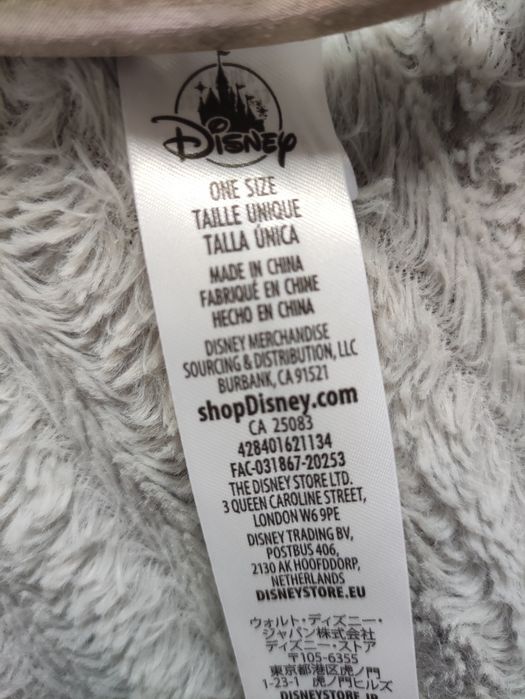 Disney
ONE SIZE
TAILLE UNIQUE
TALLA ÚNICA
MADE IN CHINA
FABRIQUÉ EN CHINE
HECHO EN CHINA
DISNEY MERCHANDISE
SOURCING & DISTRIBUTION, LLC
BURBANK, CA 91521
shopDisney.com
CA 25083
428401621134
FAC-031867-20253
THE DISNEY STORE LTD.
3 QUEEN CAROLINE STREET,
LONDON W6 9PE
DISNEY TRADING BV,
POSTBUS 406,
2130 AK HOOFDDORP,
NETHERLANDS
DISNEYSTORE.EU
ウォルト・ディズニー・
ジャパン株式会社
ディズニー・ストア
〒105-6355
東京都港区虎ノ門
1-23-1 虎ノ門ヒルズ
DISNEYSTORE.JP